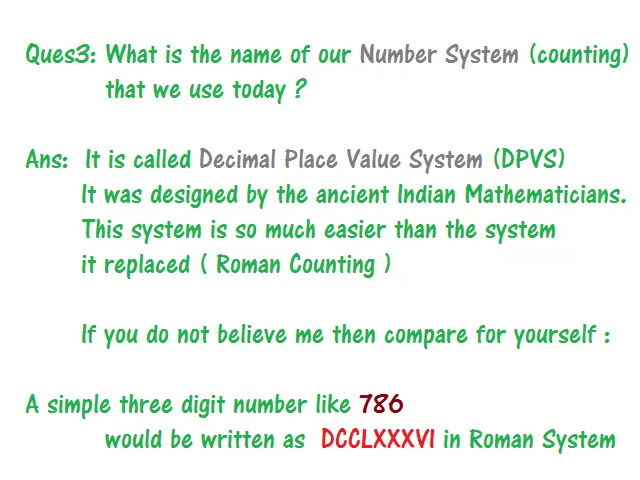 Ques3: What is the name of our Number System (counting)
that we use today ?
Ans: It is called Decimal Place Value System (DPVS)
It was designed by the ancient Indian Mathematicians.
This system is so much easier than the system
it replaced ( Roman Counting )
If you do not believe me then compare for yourself :
A simple three digit number like 786
would be written as DCCLXXXVI in Roman System